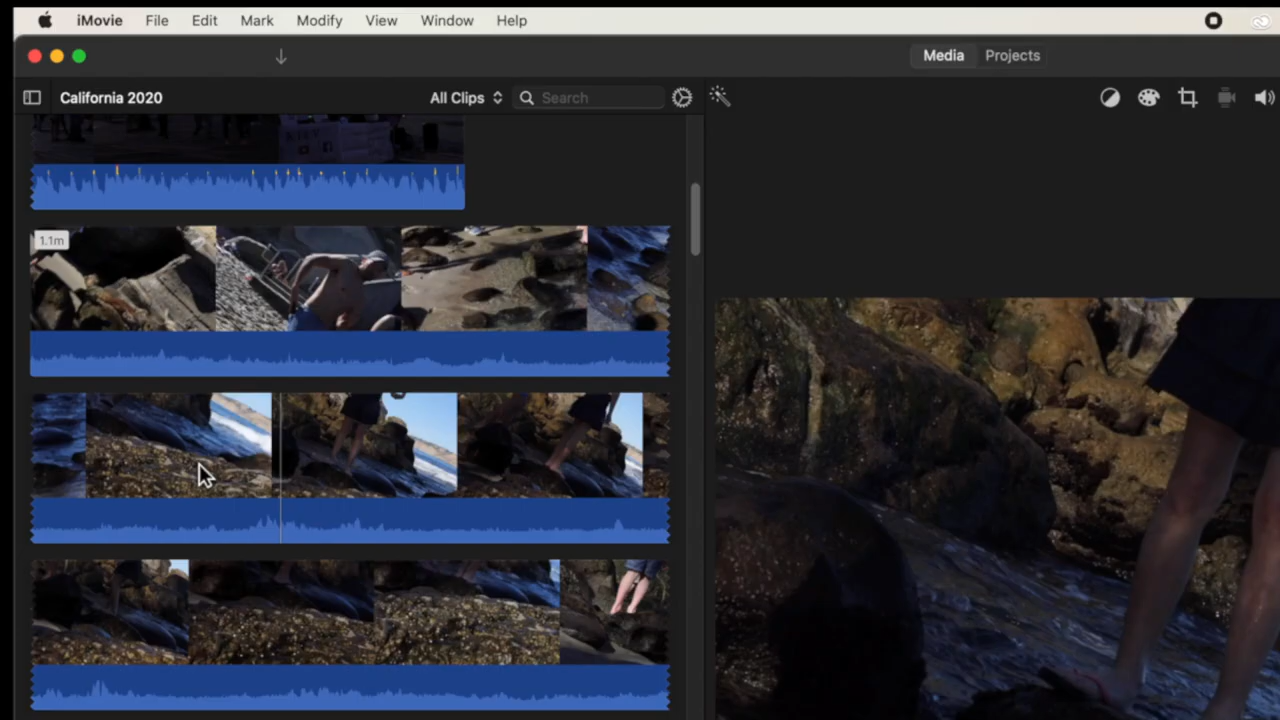 iMovie File Edit Mark Modify View Window Help
Media Projects
California 2020 All Clips Search
1.1m